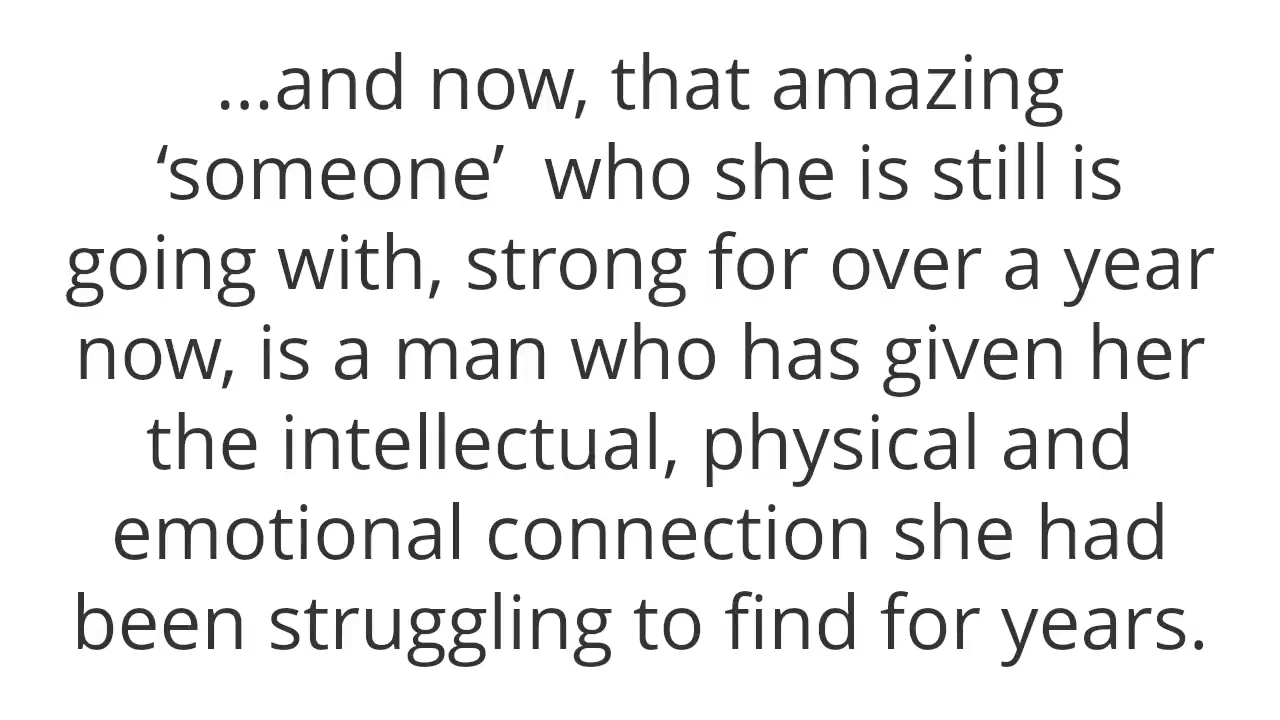 ...and now, that amazing
‘someone’  who she is still is
going with, strong for over a year
now, is a man who has given her
the intellectual, physical and
emotional connection she had
been struggling to find for years.